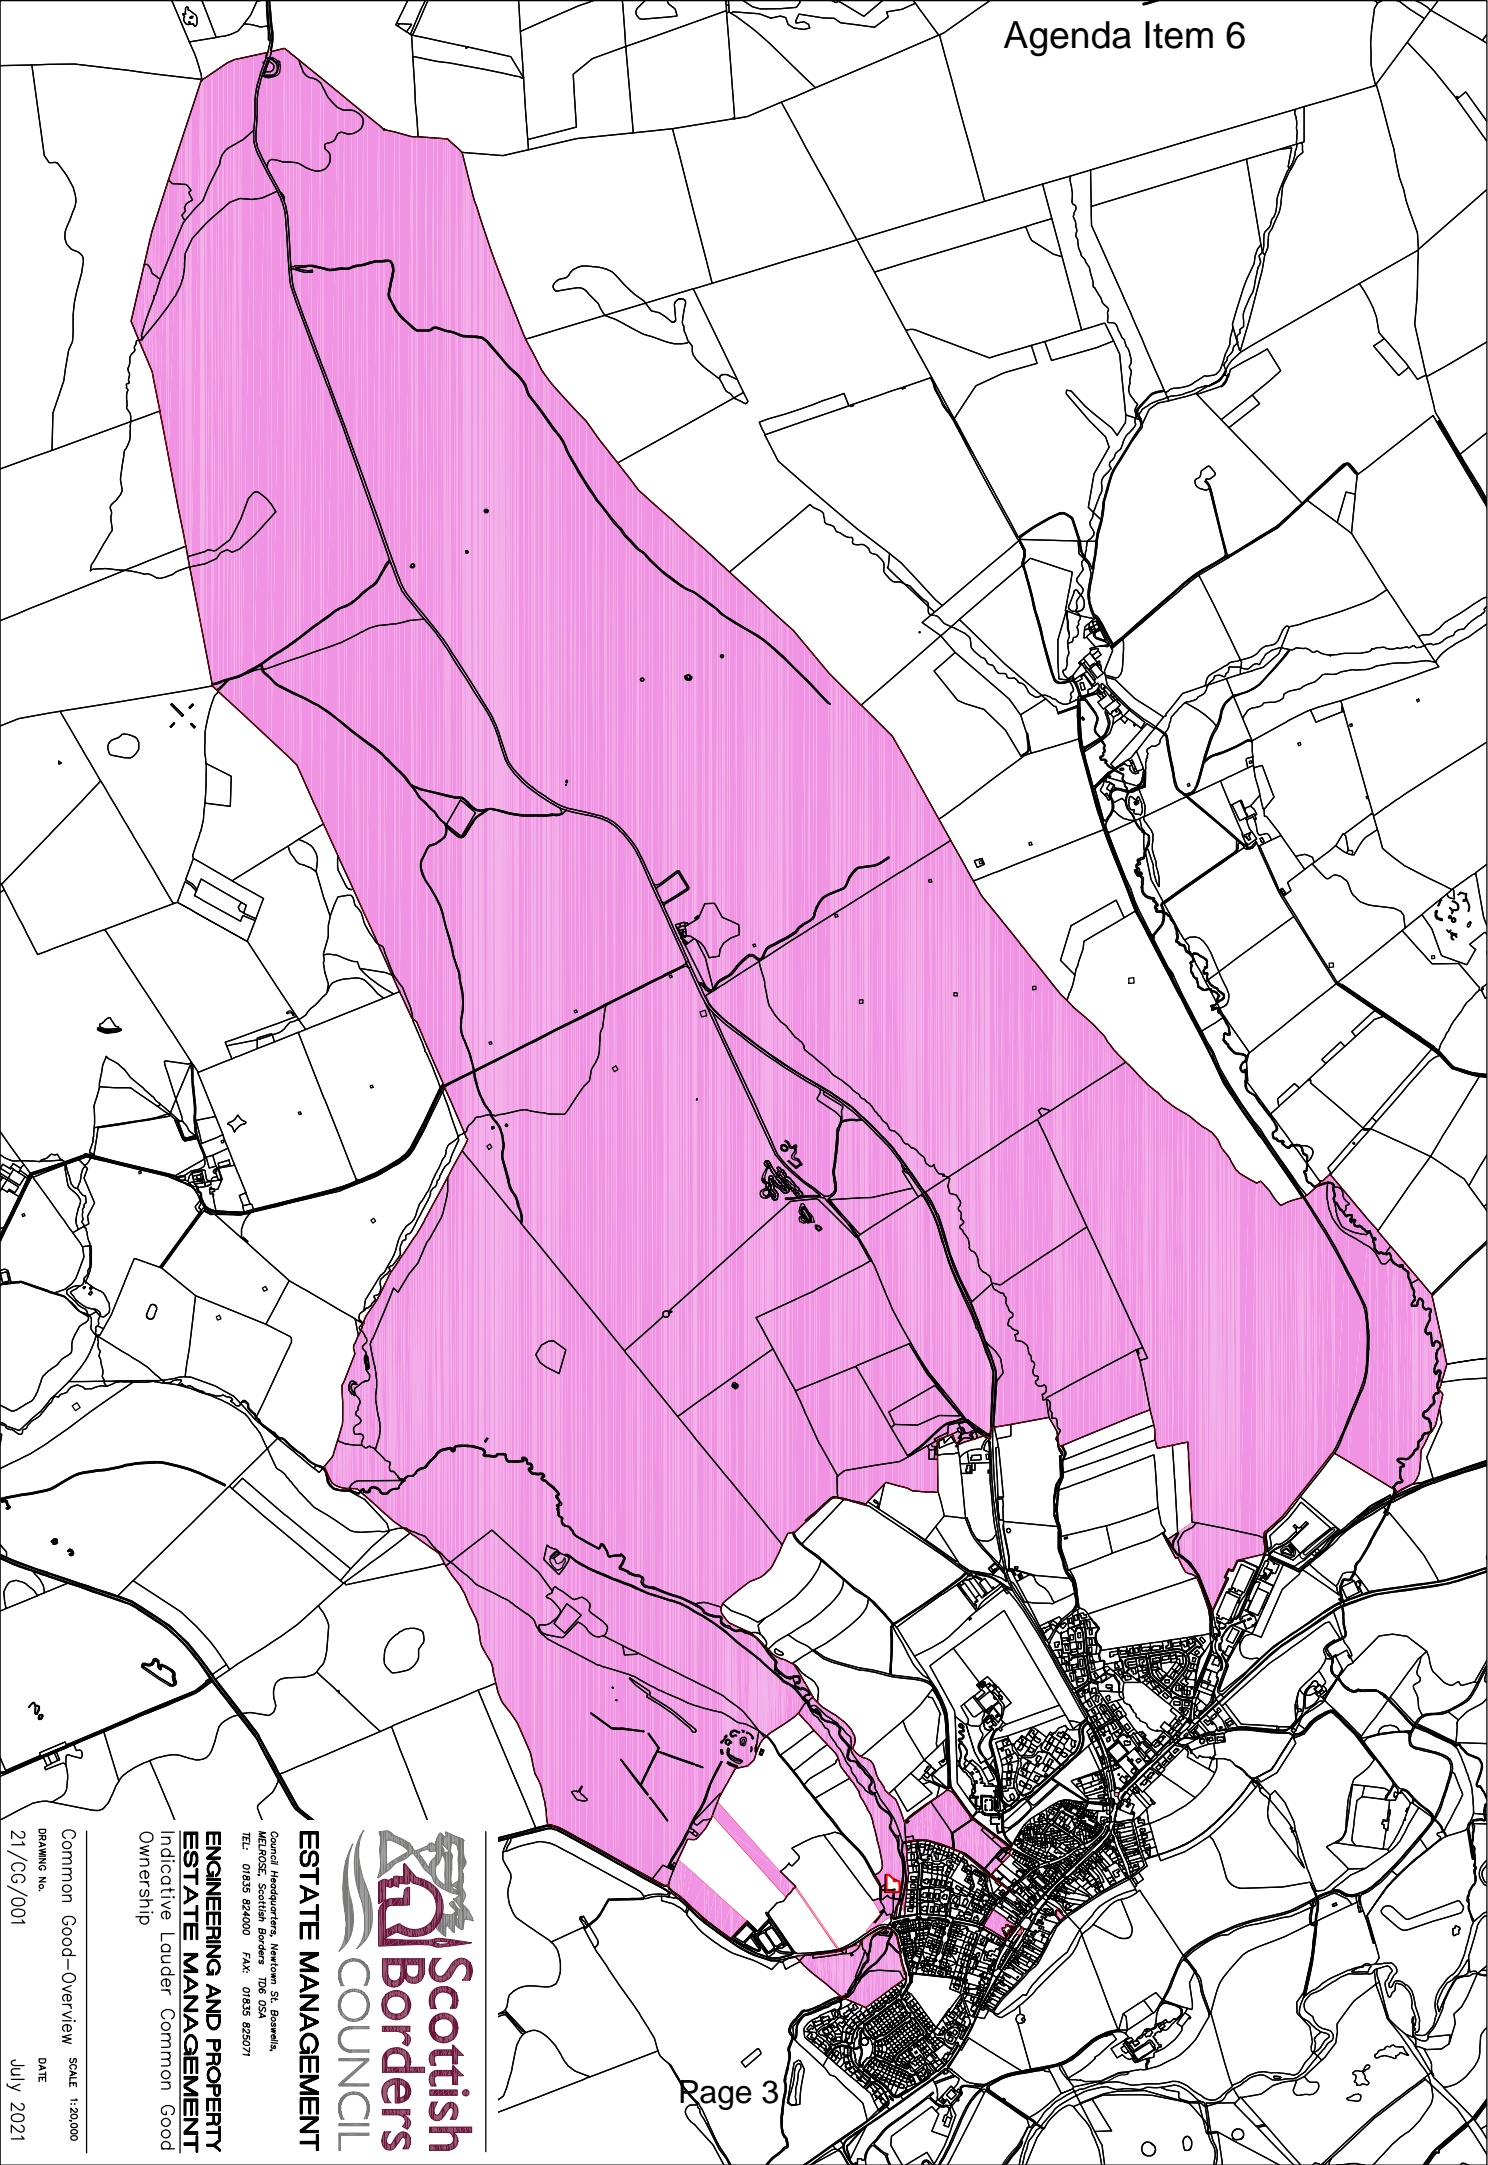 Agenda Item 6
Scottish
Borders
COUNCIL
ESTATE MANAGEMENT
Council Headquarters, Newtown St. Boswells,
MELROSE, Scottish Borders TD6 0SA
TEL: 01835 824000 FAX: 01835 825071
ENGINEERING AND PROPERTY
ESTATE MANAGEMENT
Indicative Lauder Common Good
Ownership
Common Good-Overview
SCALE 1:20,000
DRAWING No.
21/CG/001
DATE
July 2021
Page 3